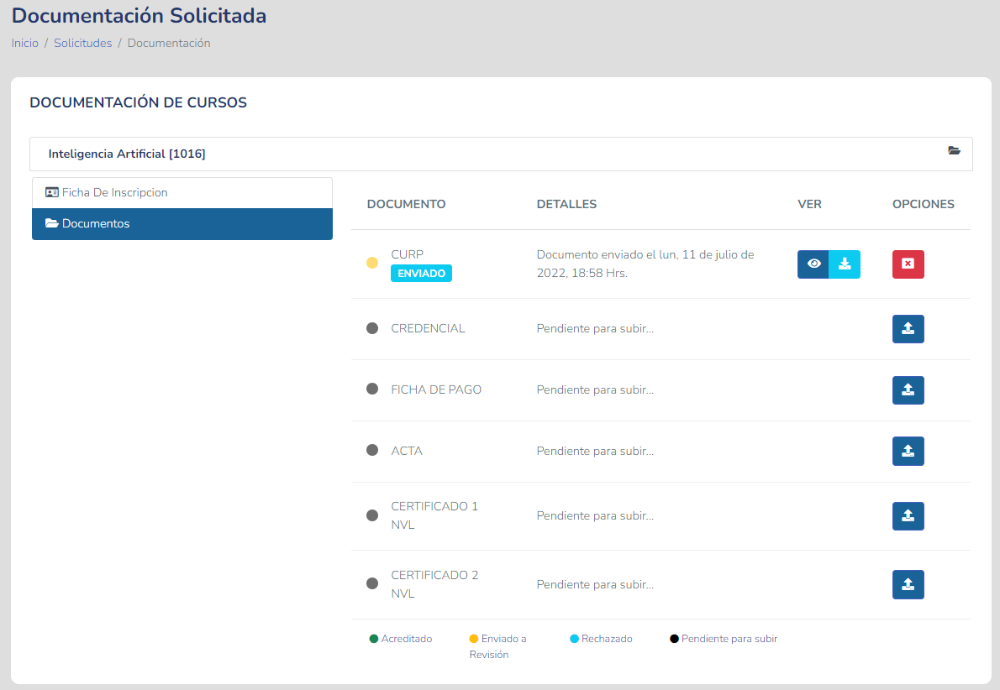 Documentación Solicitada
Inicio / Solicitudes / Documentación
DOCUMENTACIÓN DE CURSOS
Inteligencia Artificial [1016]
Ficha De Inscripcion
Documentos
DOCUMENTO DETALLES VER OPCIONES
CURP
ENVIADO
Documento enviado el lun, 11 de julio de
2022, 18:58 Hrs.
CREDENCIAL Pendiente para subir...
FICHA DE PAGO Pendiente para subir...
ACTA Pendiente para subir...
CERTIFICADO 1
NVL
Pendiente para subir...
CERTIFICADO 2
NVL
Pendiente para subir...
Acreditado
Enviado a
Revisión
Rechazado
Pendiente para subir